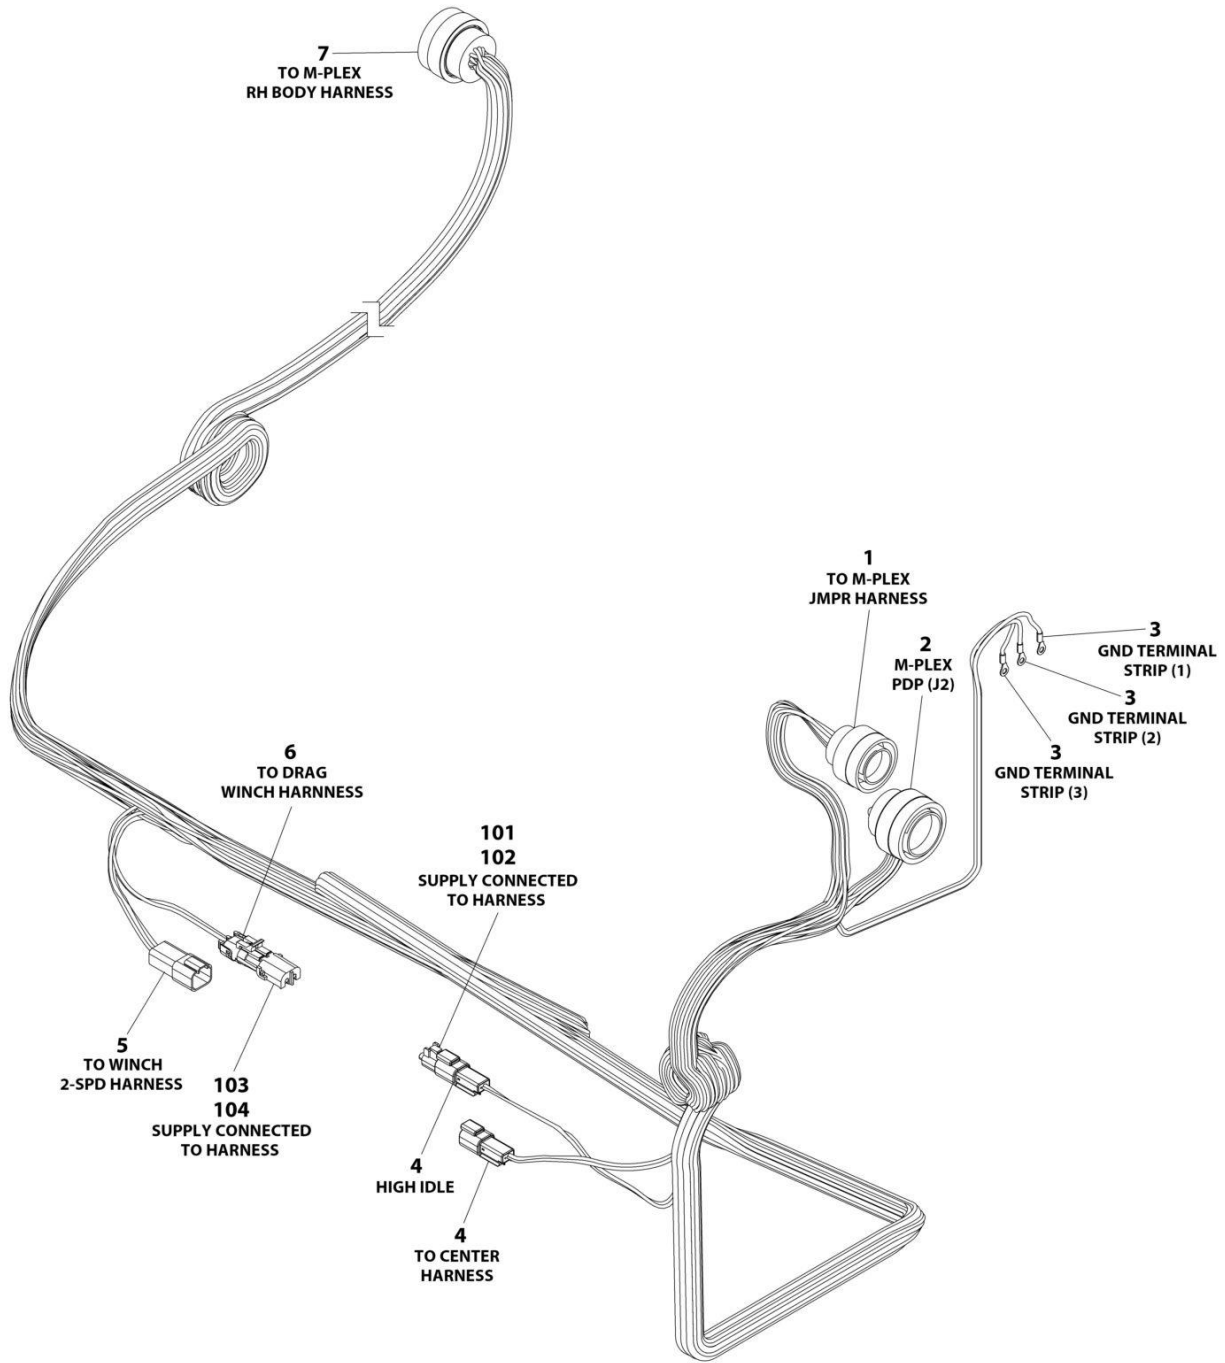 7
TO M-PLEX
RH BODY HARNESS
1
TO M-PLEX
JMPR HARNESS
2
M-PLEX
PDP (J2)
3
GND TERMINAL
STRIP (1)
3
GND TERMINAL
STRIP (2)
3
GND TERMINAL
STRIP (3)
6
TO DRAG
WINCH HARNNESS
101
102
SUPPLY CONNECTED
TO HARNESS
5
TO WINCH
2-SPD HARNESS
103
104
SUPPLY CONNECTED
TO HARNESS
4
HIGH IDLE
4
TO CENTER
HARNESS